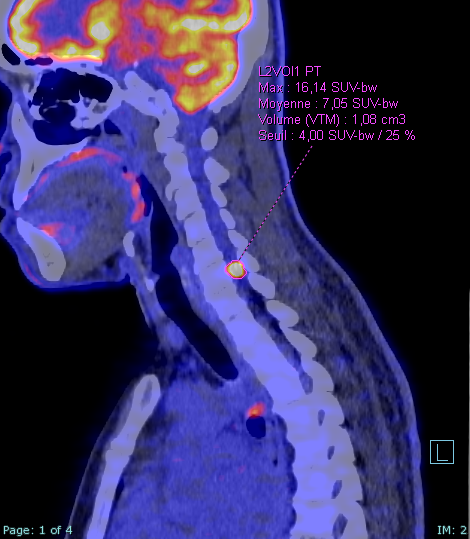 L2VOI1 PT
Max : 16,14 SUV-bw
Moyenne : 7,05 SUV-bw
Volume (VTM) : 1,08 cm3
Seuil : 4,00 SUV-bw / 25 %
L
Page: 1 of 4
IM: 2